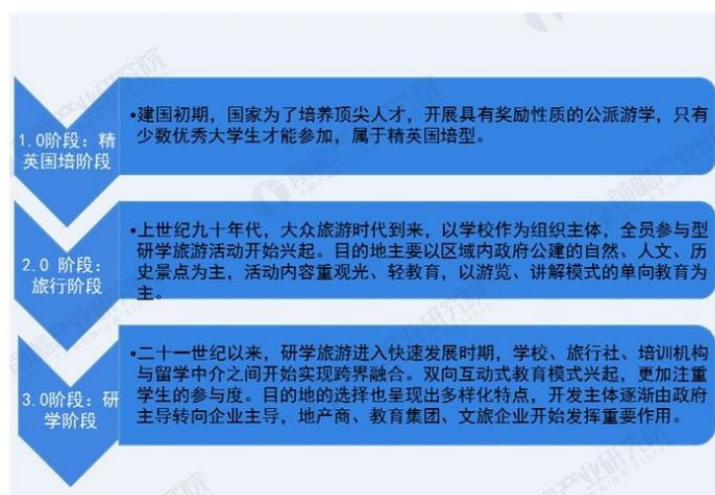 1.0阶段：精
英国培阶段
•建国初期，国家为了培养顶尖人才，开展具有奖励性质的公派游学，只有
少数优秀大学生才能参加，属于精英国培型。
2.0 阶段：
旅行阶段
•上世纪九十年代，大众旅游时代到来，以学校作为组织主体，全员参与型
研学旅游活动开始兴起。目的地主要以区域内政府公建的自然、人文、历
史景点为主，活动内容重观光、轻教育，以游览、讲解模式的单向教育为
主。
3.0阶段：研
学阶段
•二十一世纪以来，研学旅游进入快速发展时期，学校、旅行社、培训机构
与留学中介之间开始实现跨界融合。双向互动式教育模式兴起，更加注重
学生的参与度。目的地的选择也呈现出多样化特点，开发主体逐渐由政府
主导转向企业主导，地产商、教育集团、文旅企业开始发挥重要作用。
前瞻产业研究院